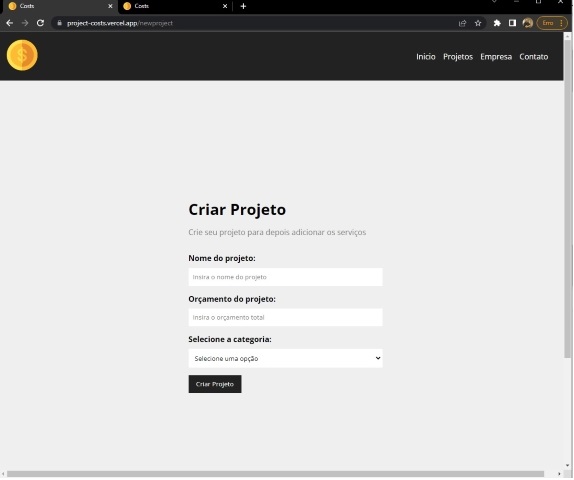 Costs
Costs
project-costs.vercel.app/newproject
Erro
Inicio Projetos Empresa Contato
Criar Projeto
Crie seu projeto para depois adicionar os serviços
Nome do projeto:
Insira o nome do projeto
Orçamento do projeto:
Insira o orçamento total
Selecione a categoria:
Selecione uma opção
Criar Projeto